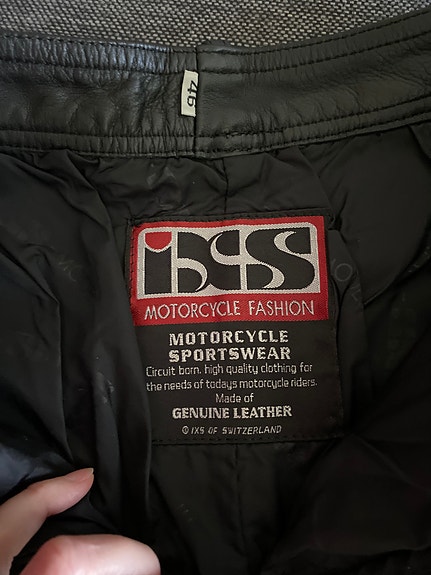 46
iXS
MOTORCYCLE FASHION
MOTORCYCLE
SPORTSWEAR
Circuit born, high quality clothing for
the needs of todays motorcycle riders.
Made of
GENUINE LEATHER
© IXS OF SWITZERLAND